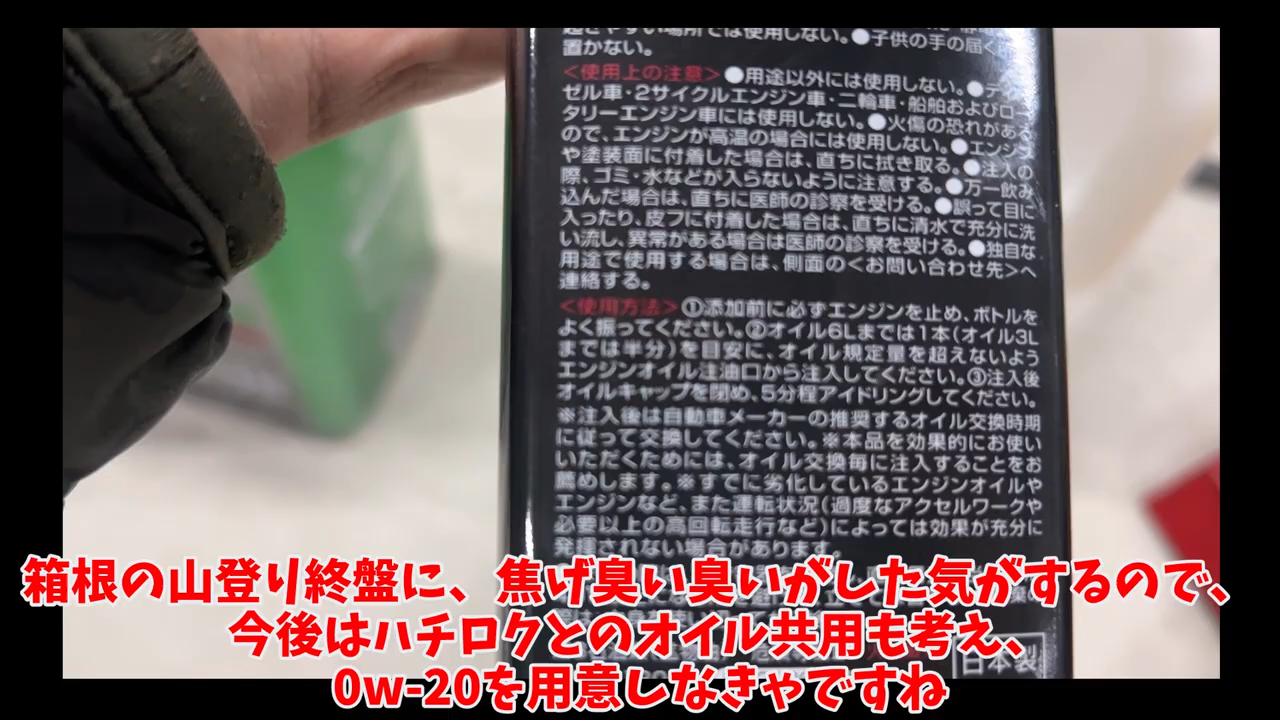 起きやすい場所では使用しない。●子供の手の届く
置かない。
＜使用上の注意＞●用途以外には使用しない。●ディー
ゼル車・2サイクルエンジン車・二輪車・船舶およびロー
タリーエンジン車には使用しない。●火傷の恐れがある
ので、エンジンが高温の場合には使用しない。●エンジン
や塗装面に付着した場合は、直ちに拭き取る。●注入の
際、ゴミ・水などが入らないように注意する。●万一飲み
込んだ場合は、直ちに医師の診察を受ける。●誤って目に
入ったり、皮フに付着した場合は、直ちに清水で充分に洗
い流し、異常がある場合は医師の診察を受ける。●独自な
用途で使用する場合は、側面の＜お問い合わせ先＞へ
連絡する。
＜使用方法＞①添加前に必ずエンジンを止め、ボトルを
よく振ってください。②オイル6Lまでは1本(オイル3L
までは半分)を目安に、オイル規定量を超えないよう
エンジンオイル注油口から注入してください。③注入後
オイルキャップを閉め、5分程アイドリングしてください。
※注入後は自動車メーカーの推奨するオイル交換時期
に従って交換してください。※本品を効果的にお使い
いただくためには、オイル交換毎に注入することをお
薦めします。※すでに劣化しているエンジンオイルや
エンジンなど、また運転状況(過度なアクセルワークや
必要以上の高回転走行など)によっては効果が充分に
発揮されない場合があります。
箱根の山登り終盤に、焦げ臭い臭いがした気がするので、
今後はハチロクとのオイル共用も考え、
0w-20を用意しなきゃですね
日本製